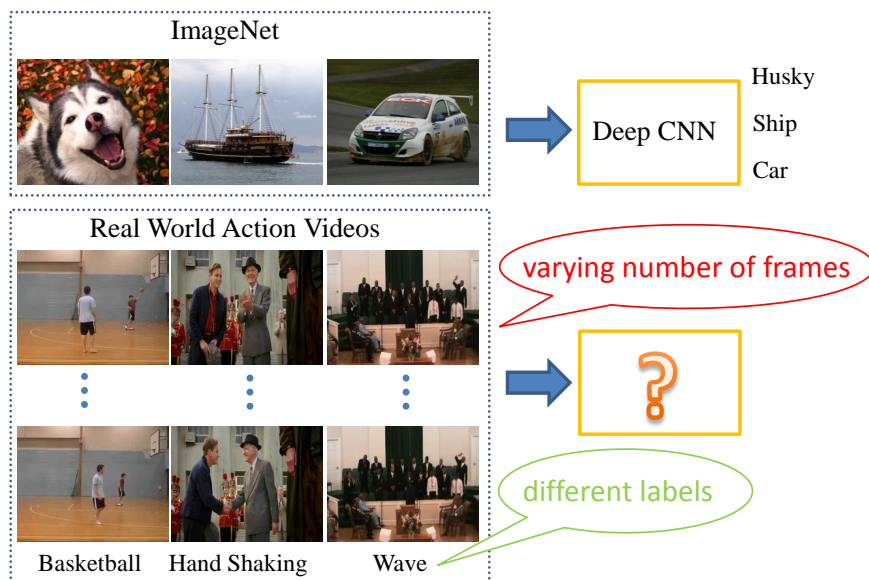 ImageNet
Deep CNN
Husky
Ship
Car
Real World Action Videos
varying number of frames
?
different labels
Basketball
Hand Shaking
Wave